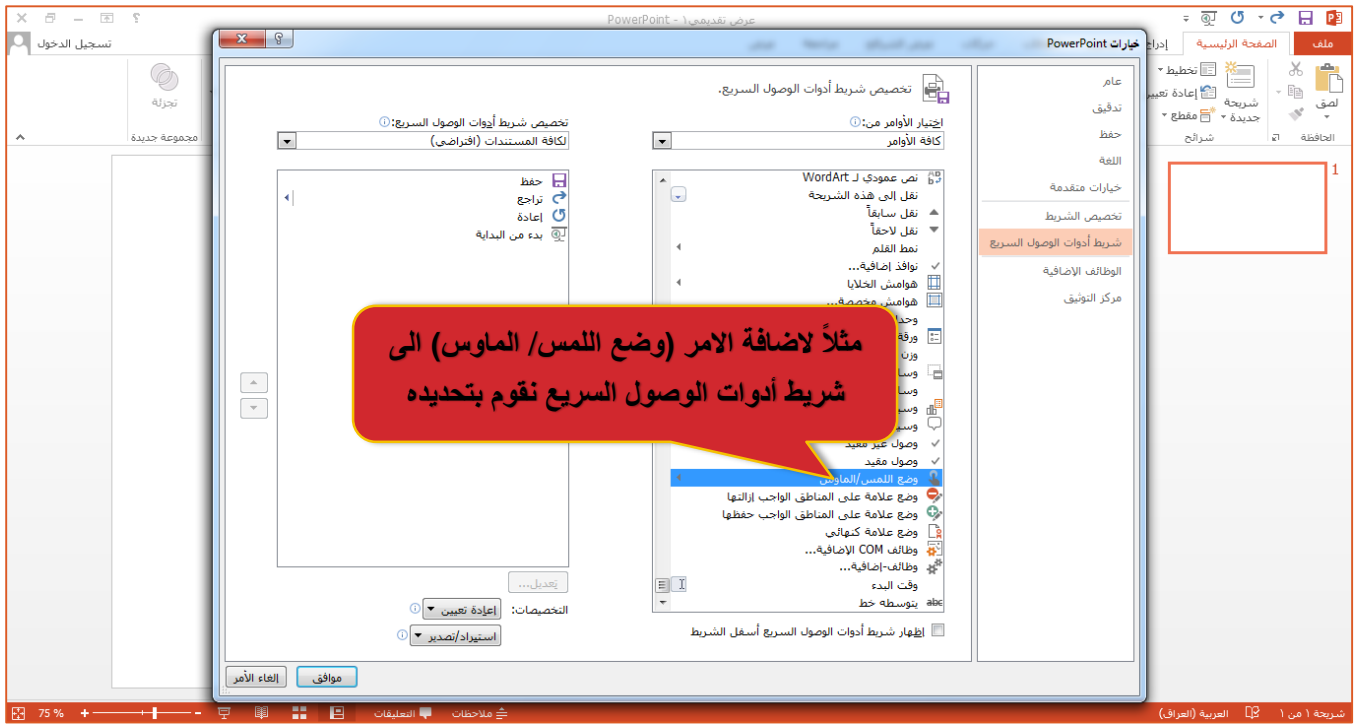 عرض تقديمي١ - PowerPoint
تسجيل الدخول
ملف
الصفحة الرئيسية
إدراج
لصق
الحافظة
شريحة
جديدة
تخطيط
إعادة تعيين
مقطع
شرائح
تجزئة
مجموعة جديدة
1
خيارات PowerPoint
عام
تدقيق
حفظ
اللغة
خيارات متقدمة
تخصيص الشريط
شريط أدوات الوصول السريع
الوظائف الإضافية
مركز التوثيق
تخصيص شريط أدوات الوصول السريع.
اختيار الأوامر من:
كافة الأوامر
نص عمودي لـ WordArt
نقل إلى هذه الشريحة
نقل سابقاً
نقل لاحقاً
نمط القلم
نوافذ إضافية...
هوامش الخلايا
هوامش مخصصة...
ورقة
وزن
وصول غير مقيد
وصول مقيد
وضع اللمس/الماوس
وضع علامة على المناطق الواجب إزالتها
وضع علامة على المناطق الواجب حفظها
وضع علامة كنهائي
وظائف COM الإضافية...
وظائف-إضافية...
وقت البدء
يتوسطه خط
إظهار شريط أدوات الوصول السريع أسفل الشريط
تخصيص شريط أدوات الوصول السريع:
لكافة المستندات (افتراضي)
حفظ
تراجع
إعادة
بدء من البداية
تعديل...
التخصيصات:
إعادة تعيين
استيراد/تصدير
موافق
إلغاء الأمر
مثلاً لاضافة الامر (وضع اللمس/ الماوس) الى
شريط أدوات الوصول السريع نقوم بتحديده
شريحة ١ من ١
العربية (العراق)
ملاحظات
التعليقات
75 %